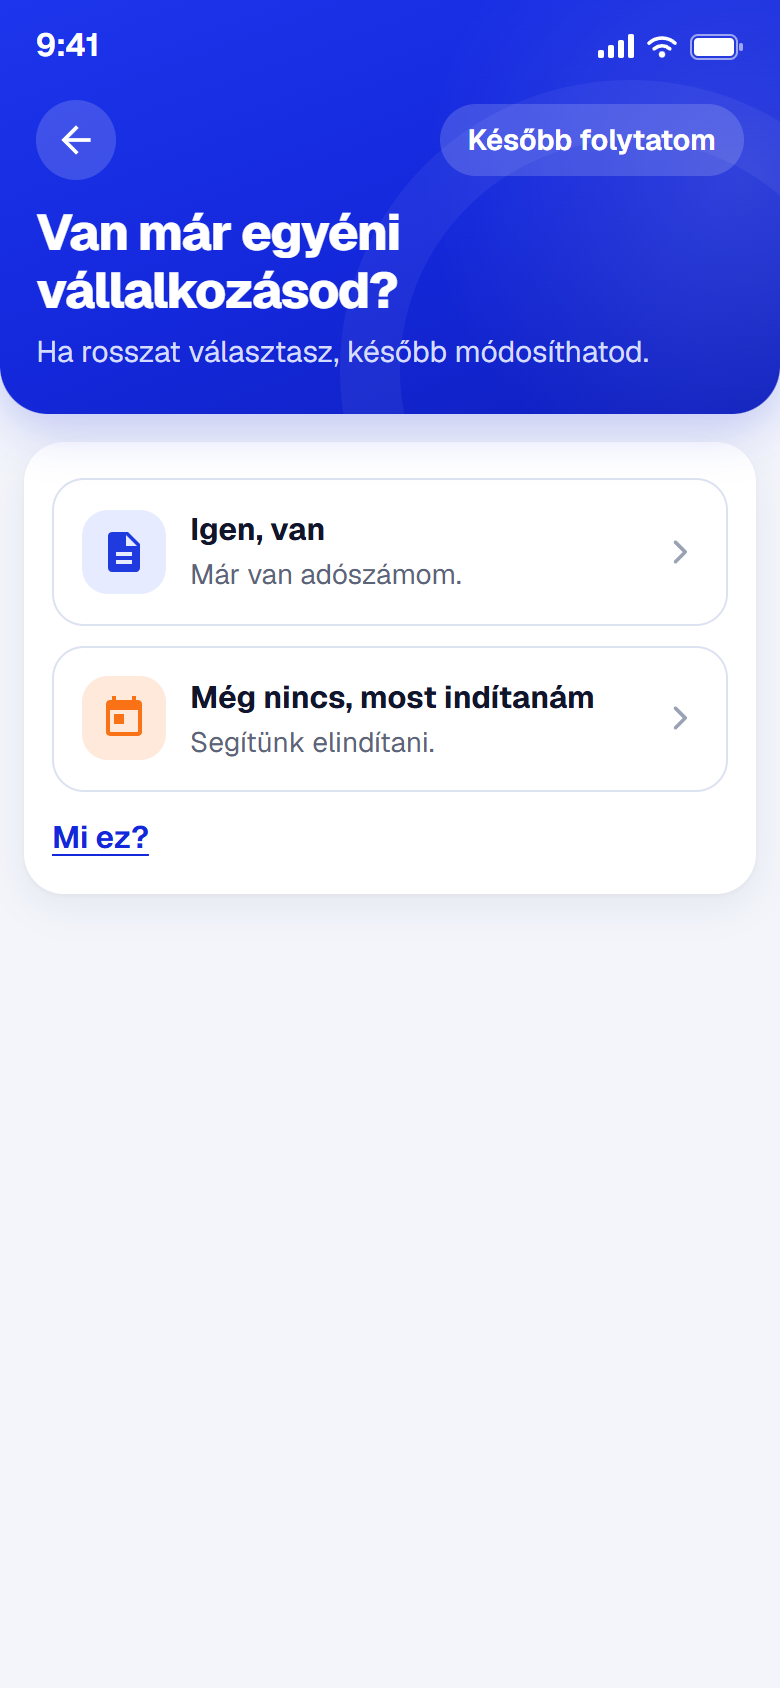 9:41
Később folytatom
Van már egyéni
vállalkozásod?
Ha rosszat választasz, később módosíthatod.
Igen, van
Már van adószámom.
Még nincs, most indítanám
Segítünk elindítani.
Mi ez?